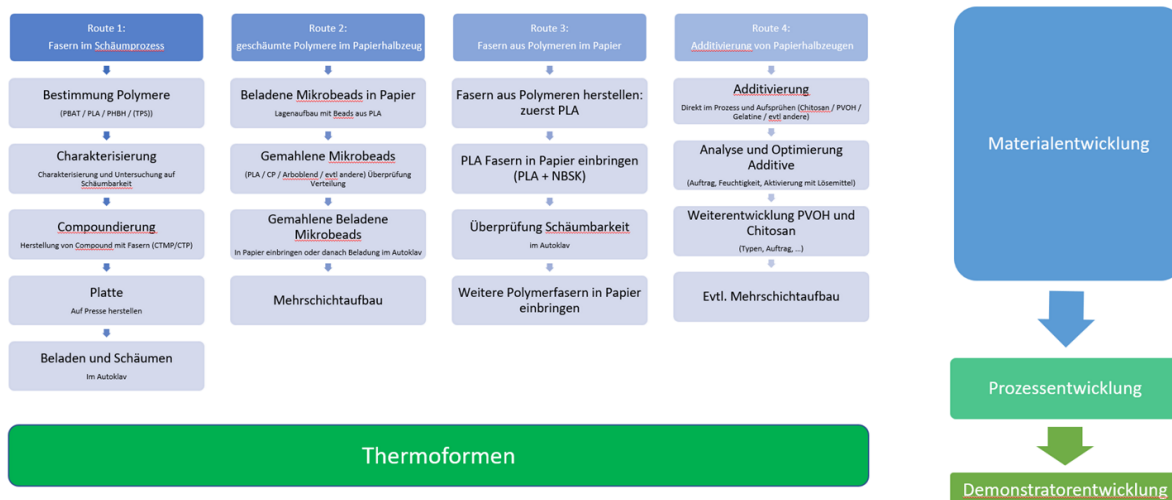 Route 1:
Fasern im Schäumprozess
Bestimmung Polymere
(PBAT / PLA / PHBH / (TPS))
Charakterisierung
Charakterisierung und Untersuchung auf
Schäumbarkeit
Compoundierung
Herstellung von Compound mit Fasern (CTMP/CTP)
Platte
Auf Presse herstellen
Beladen und Schäumen
Im Autoklav
Route 2:
geschäumte Polymere im Papierhalbzeug
Beladene Mikrobeads in Papier
Lagenaufbau mit Beads aus PLA
Gemahlene Mikrobeads
(PLA / CP / Arboblend / evtl andere) Überprüfung
Verteilung
Gemahlene Beladene
Mikrobeads
In Papier einbringen oder danach Beladung im Autoklav
Mehrschichtaufbau
Route 3:
Fasern aus Polymeren im Papier
Fasern aus Polymeren herstellen:
zuerst PLA
PLA Fasern in Papier einbringen
(PLA + NBSK)
Überprüfung Schäumbarkeit
im Autoklav
Weitere Polymerfasern in Papier
einbringen
Route 4:
Additivierung von Papierhalbzeugen
Additivierung
Direkt im Prozess und Aufsprühen (Chitosan / PVOH /
Gelatine / evtl andere)
Analyse und Optimierung
Additive
(Auftrag, Feuchtigkeit, Aktivierung mit Lösemittel)
Weiterentwicklung PVOH und
Chitosan
(Typen, Auftrag, ...)
Evtl. Mehrschichtaufbau
Thermoformen
Materialentwicklung
Prozessentwicklung
Demonstratorentwicklung